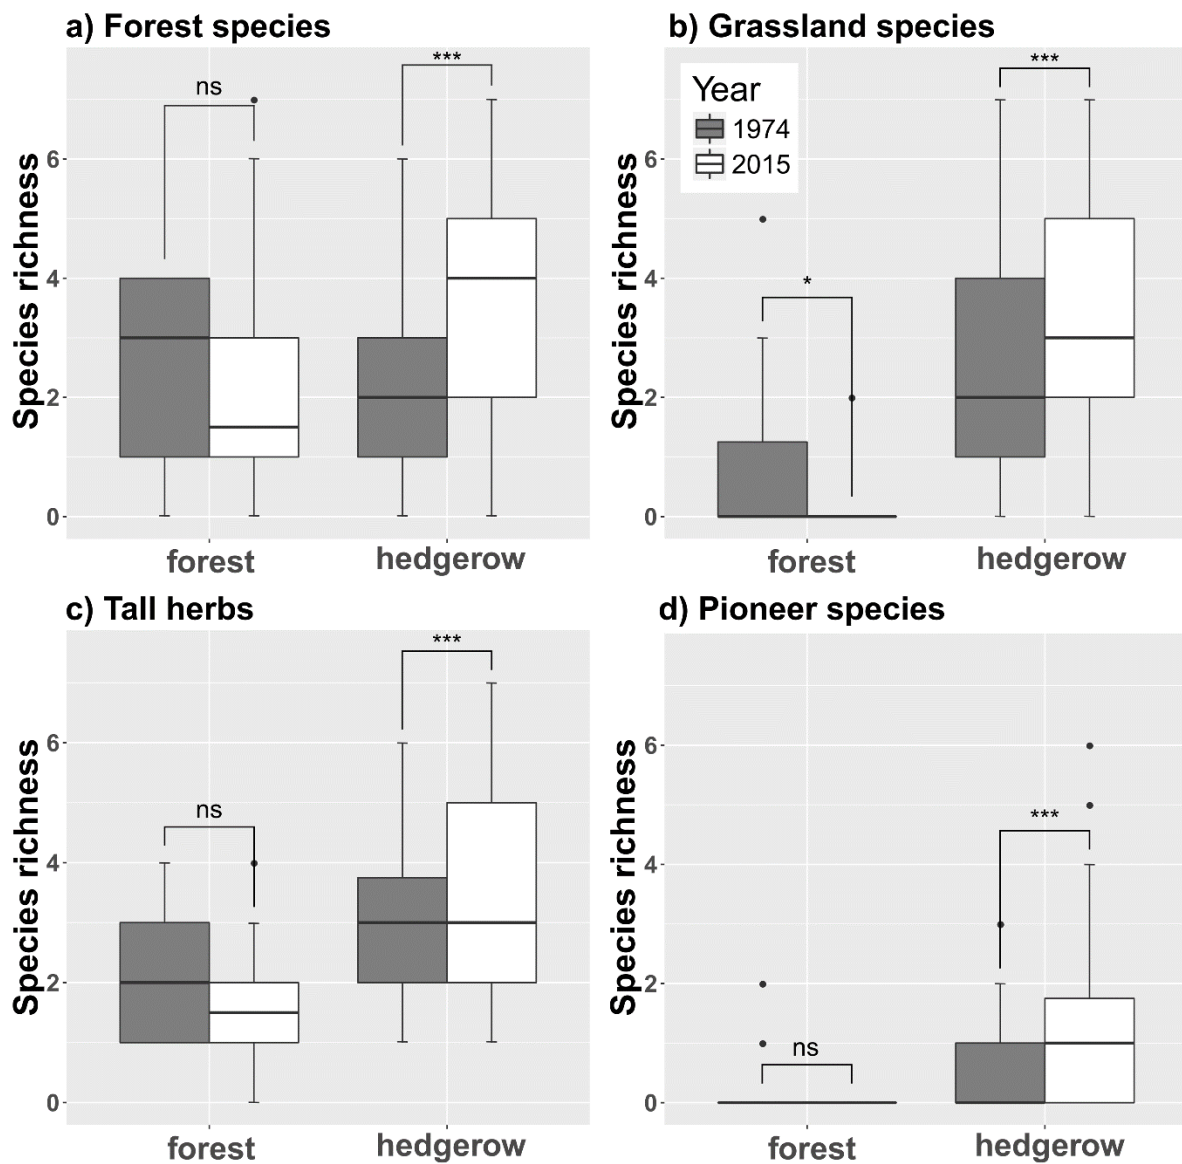 a) Forest species
b) Grassland species
Species richness
6
4
2
0
ns
***
forest
hedgerow
Species richness
6
4
2
0
Year
1974
2015
*
***
forest
hedgerow
c) Tall herbs
d) Pioneer species
Species richness
6
4
2
0
ns
***
forest
hedgerow
Species richness
6
4
2
0
ns
***
forest
hedgerow